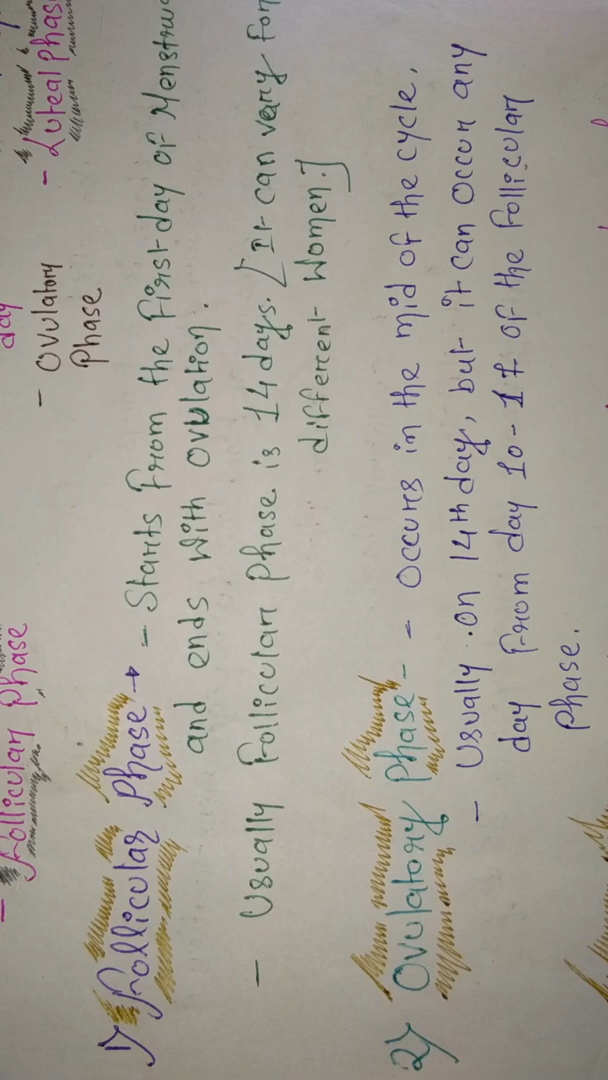 day
- Follicular Phase - Ovulatory - Luteal Phase
Phase
1) Follicular Phase → - Starts From the First day of Menstru
and ends with ovulation.
- Usually Follicular phase is 14 days. [It can vary for
different women.]
2) Ovulatory Phase - - Occurs in the mid of the cycle.
- Usually on 14th day, but it can occur any
day from day 10 - 17 of the follicular
phase.